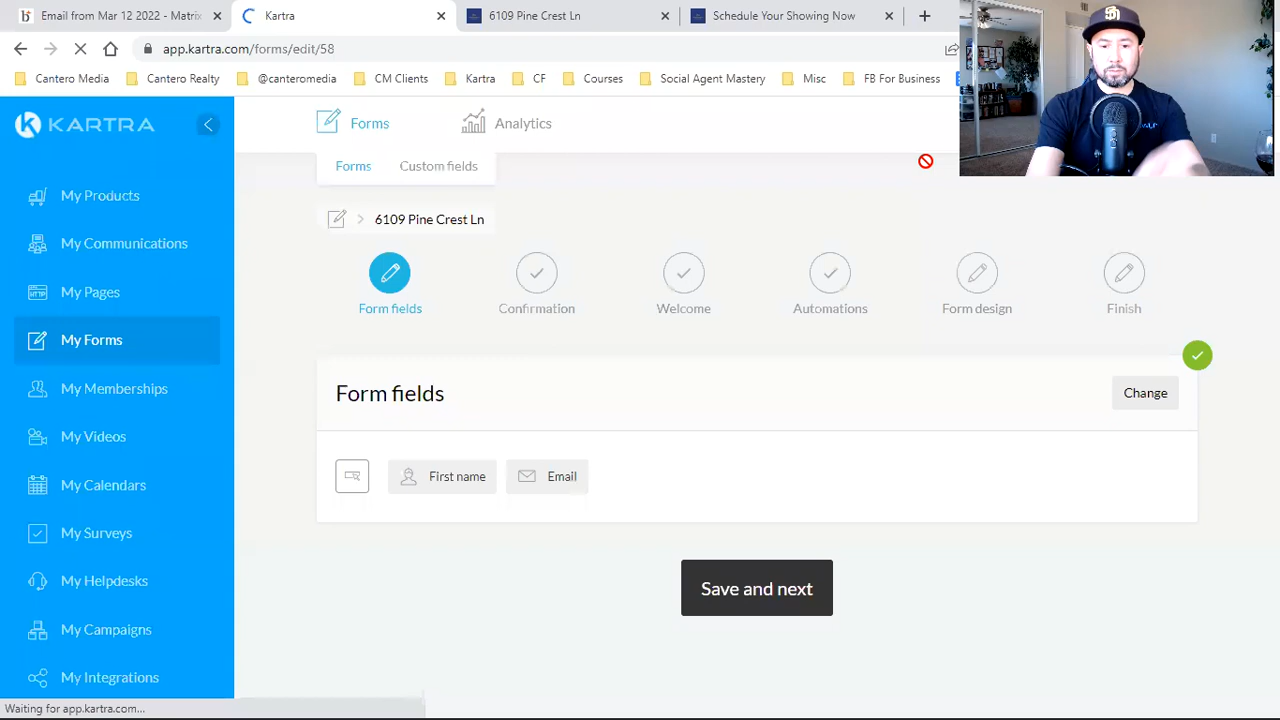 Email from Mar 12 2022 - Matrix
Kartra
6109 Pine Crest Ln
Schedule Your Showing Now
app.kartra.com/forms/edit/58
Cantero Media
Cantero Realty
@canteromedia
CM Clients
Kartra
CF
Courses
Social Agent Mastery
Misc
FB For Business
KARTRA
Forms
Analytics
Forms
Custom fields
My Products
My Communications
My Pages
My Forms
My Memberships
My Videos
My Calendars
My Surveys
My Helpdesks
My Campaigns
My Integrations
6109 Pine Crest Ln
Form fields
Confirmation
Welcome
Automations
Form design
Finish
Form fields
Change
First name
Email
Save and next
Waiting for app.kartra.com...